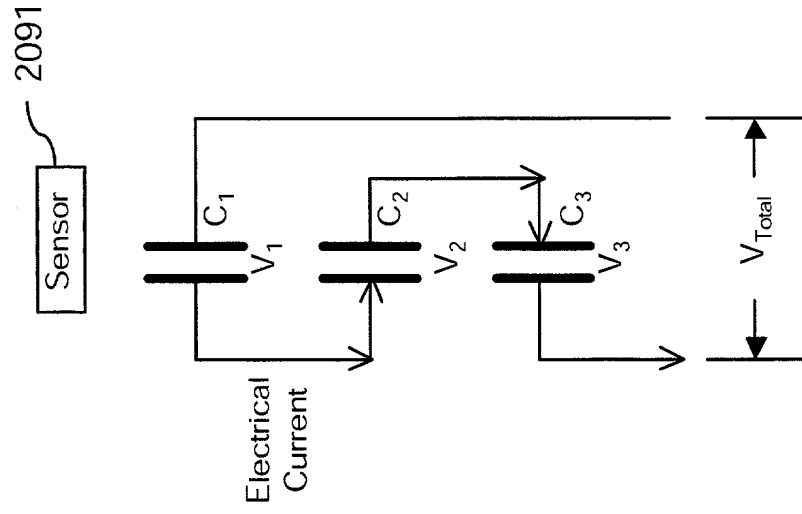 Sensor
2091
C1
V1
C2
V2
C3
V3
Electrical
Current
VTotal